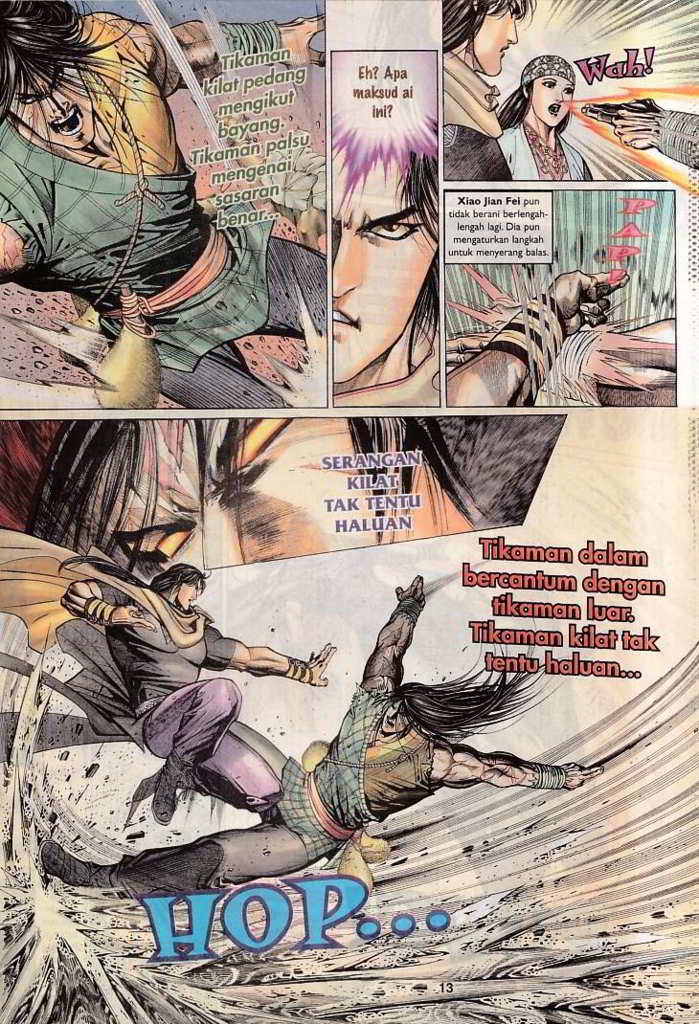 Tikaman
kilat pedang
mengikut
bayang.
Tikaman palsu
mengenai
sasaran
benar...
Eh? Apa
maksud ai
ini?
Wah!
Xiao Jian Fei pun
tidak berani berlengah-
lengah lagi. Dia pun
mengaturkan langkah
untuk menyerang balas.
PAP!
SERANGAN
KILAT
TAK TENTU
HALUAN
Tikaman dalam
bercantum dengan
tikaman luar.
Tikaman kilat tak
tentu haluan...
HOP...
13